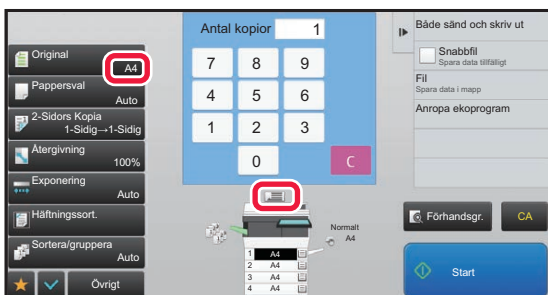 Original
A4
Pappersval
Auto
2-Sidors Kopia
1-Sidig→1-Sidig
Återgivning
100%
Exponering
Auto
Häftningssort.
Sortera/gruppera
Auto
Övrigt
Antal kopior 1
7 8 9
4 5 6
1 2 3
0 C
Normalt
A4
1 A4
2 A4
3 A4
4 A4
Både sänd och skriv ut
Snabbfil
Spara data tillfälligt
Fil
Spara data i mapp
Anropa ekoprogram
Förhandsgr.
CA
Start